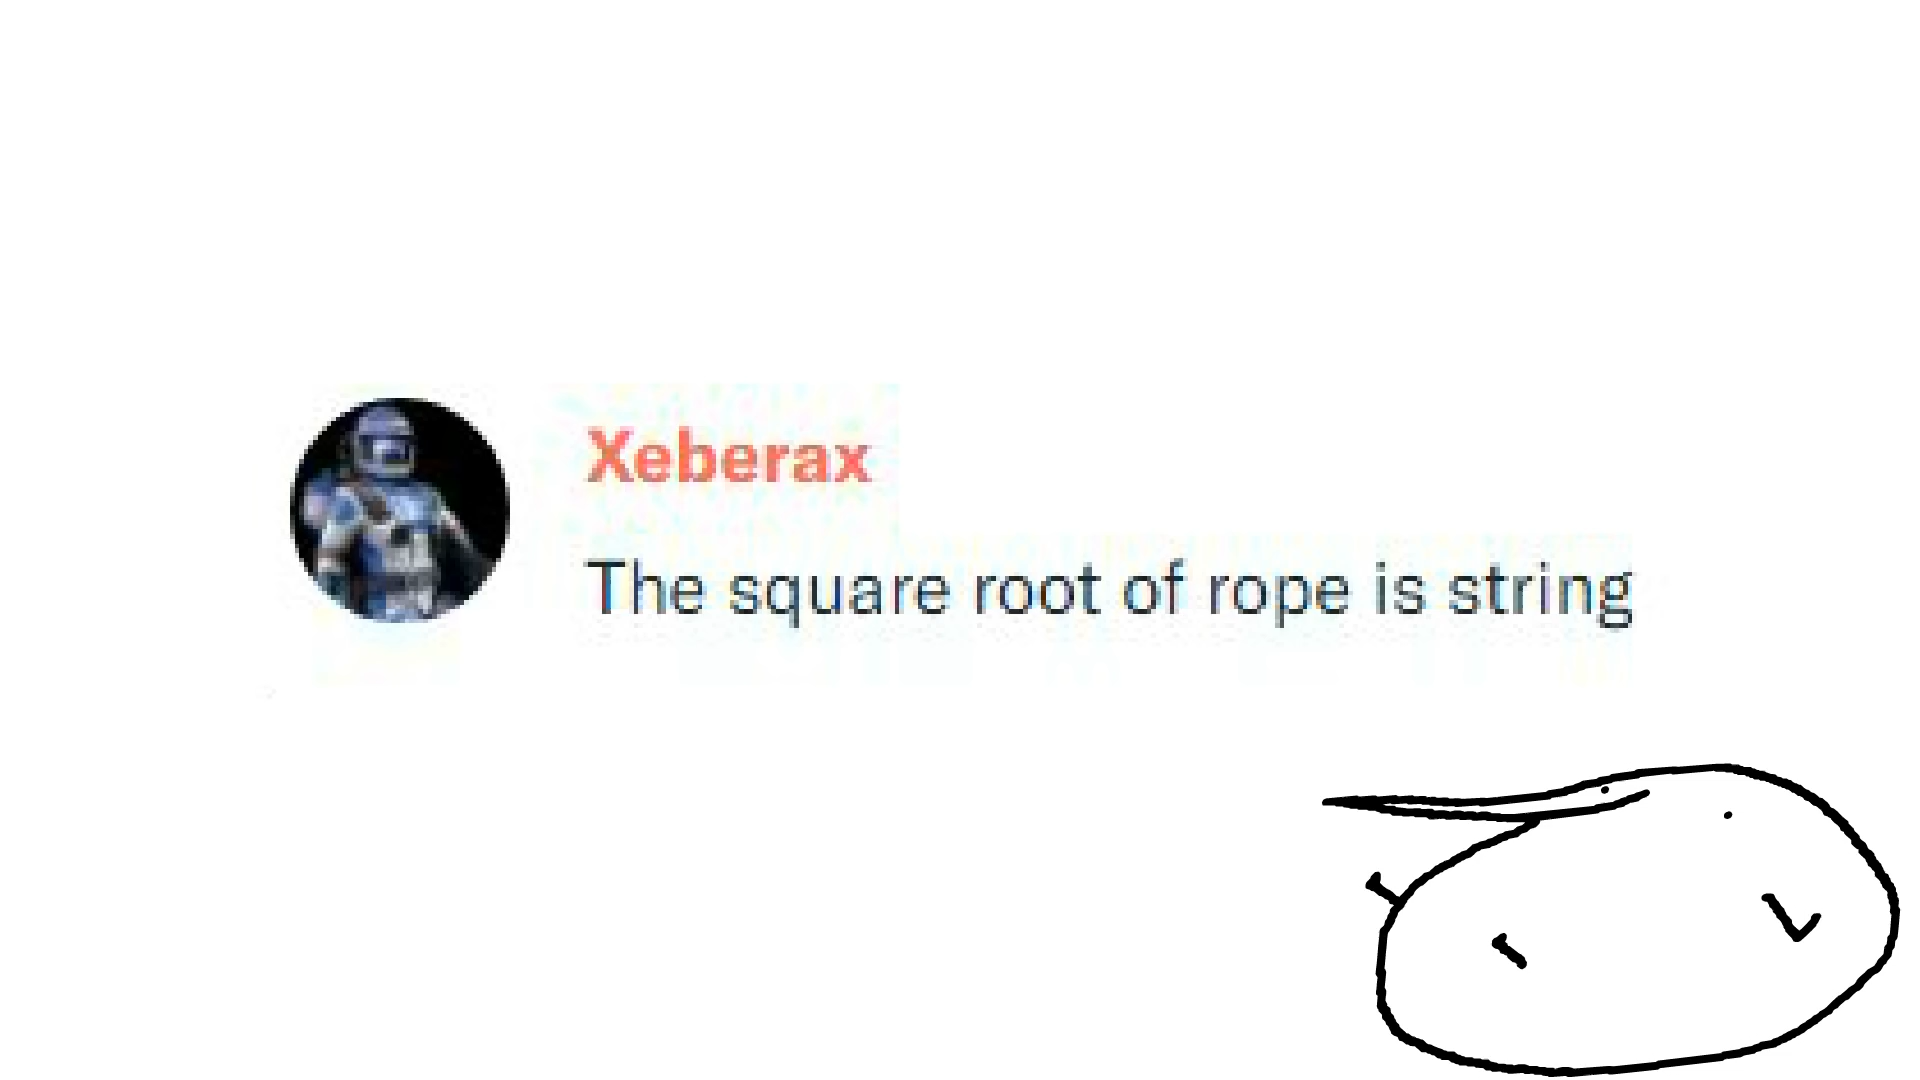 Xeberax
The square root of rope is string